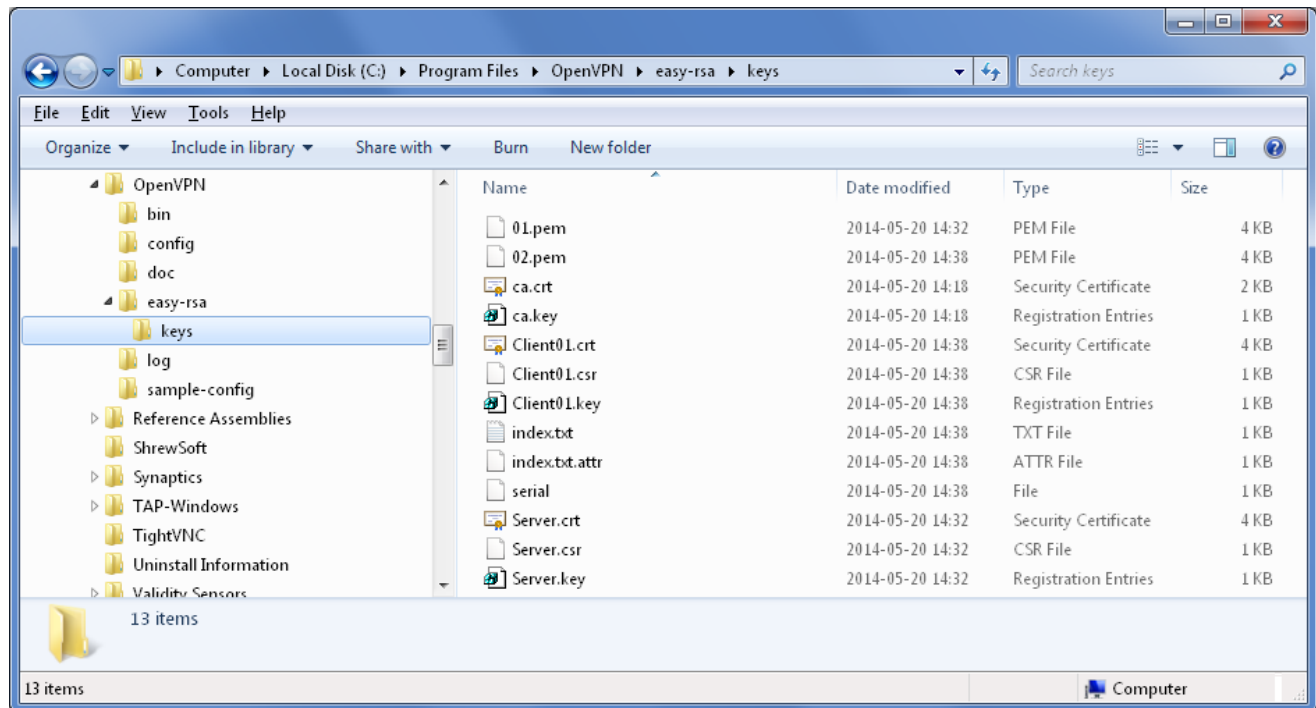 Computer Local Disk (C:) Program Files OpenVPN easy-rsa keys Search keys
File Edit View Tools Help
Organize Include in library Share with Burn New folder
OpenVPN
bin
config
doc
easy-rsa
keys
log
sample-config
Reference Assemblies
ShrewSoft
Synaptics
TAP-Windows
TightVNC
Uninstall Information
Validity Sensors
Name Date modified Type Size
01.pem 2014-05-20 14:32 PEM File 4 KB
02.pem 2014-05-20 14:38 PEM File 4 KB
ca.crt 2014-05-20 14:18 Security Certificate 2 KB
ca.key 2014-05-20 14:18 Registration Entries 1 KB
Client01.crt 2014-05-20 14:38 Security Certificate 4 KB
Client01.csr 2014-05-20 14:38 CSR File 1 KB
Client01.key 2014-05-20 14:38 Registration Entries 1 KB
index.txt 2014-05-20 14:38 TXT File 1 KB
index.txt.attr 2014-05-20 14:38 ATTR File 1 KB
serial 2014-05-20 14:38 File 1 KB
Server.crt 2014-05-20 14:32 Security Certificate 4 KB
Server.csr 2014-05-20 14:32 CSR File 1 KB
Server.key 2014-05-20 14:32 Registration Entries 1 KB
13 items
13 items Computer